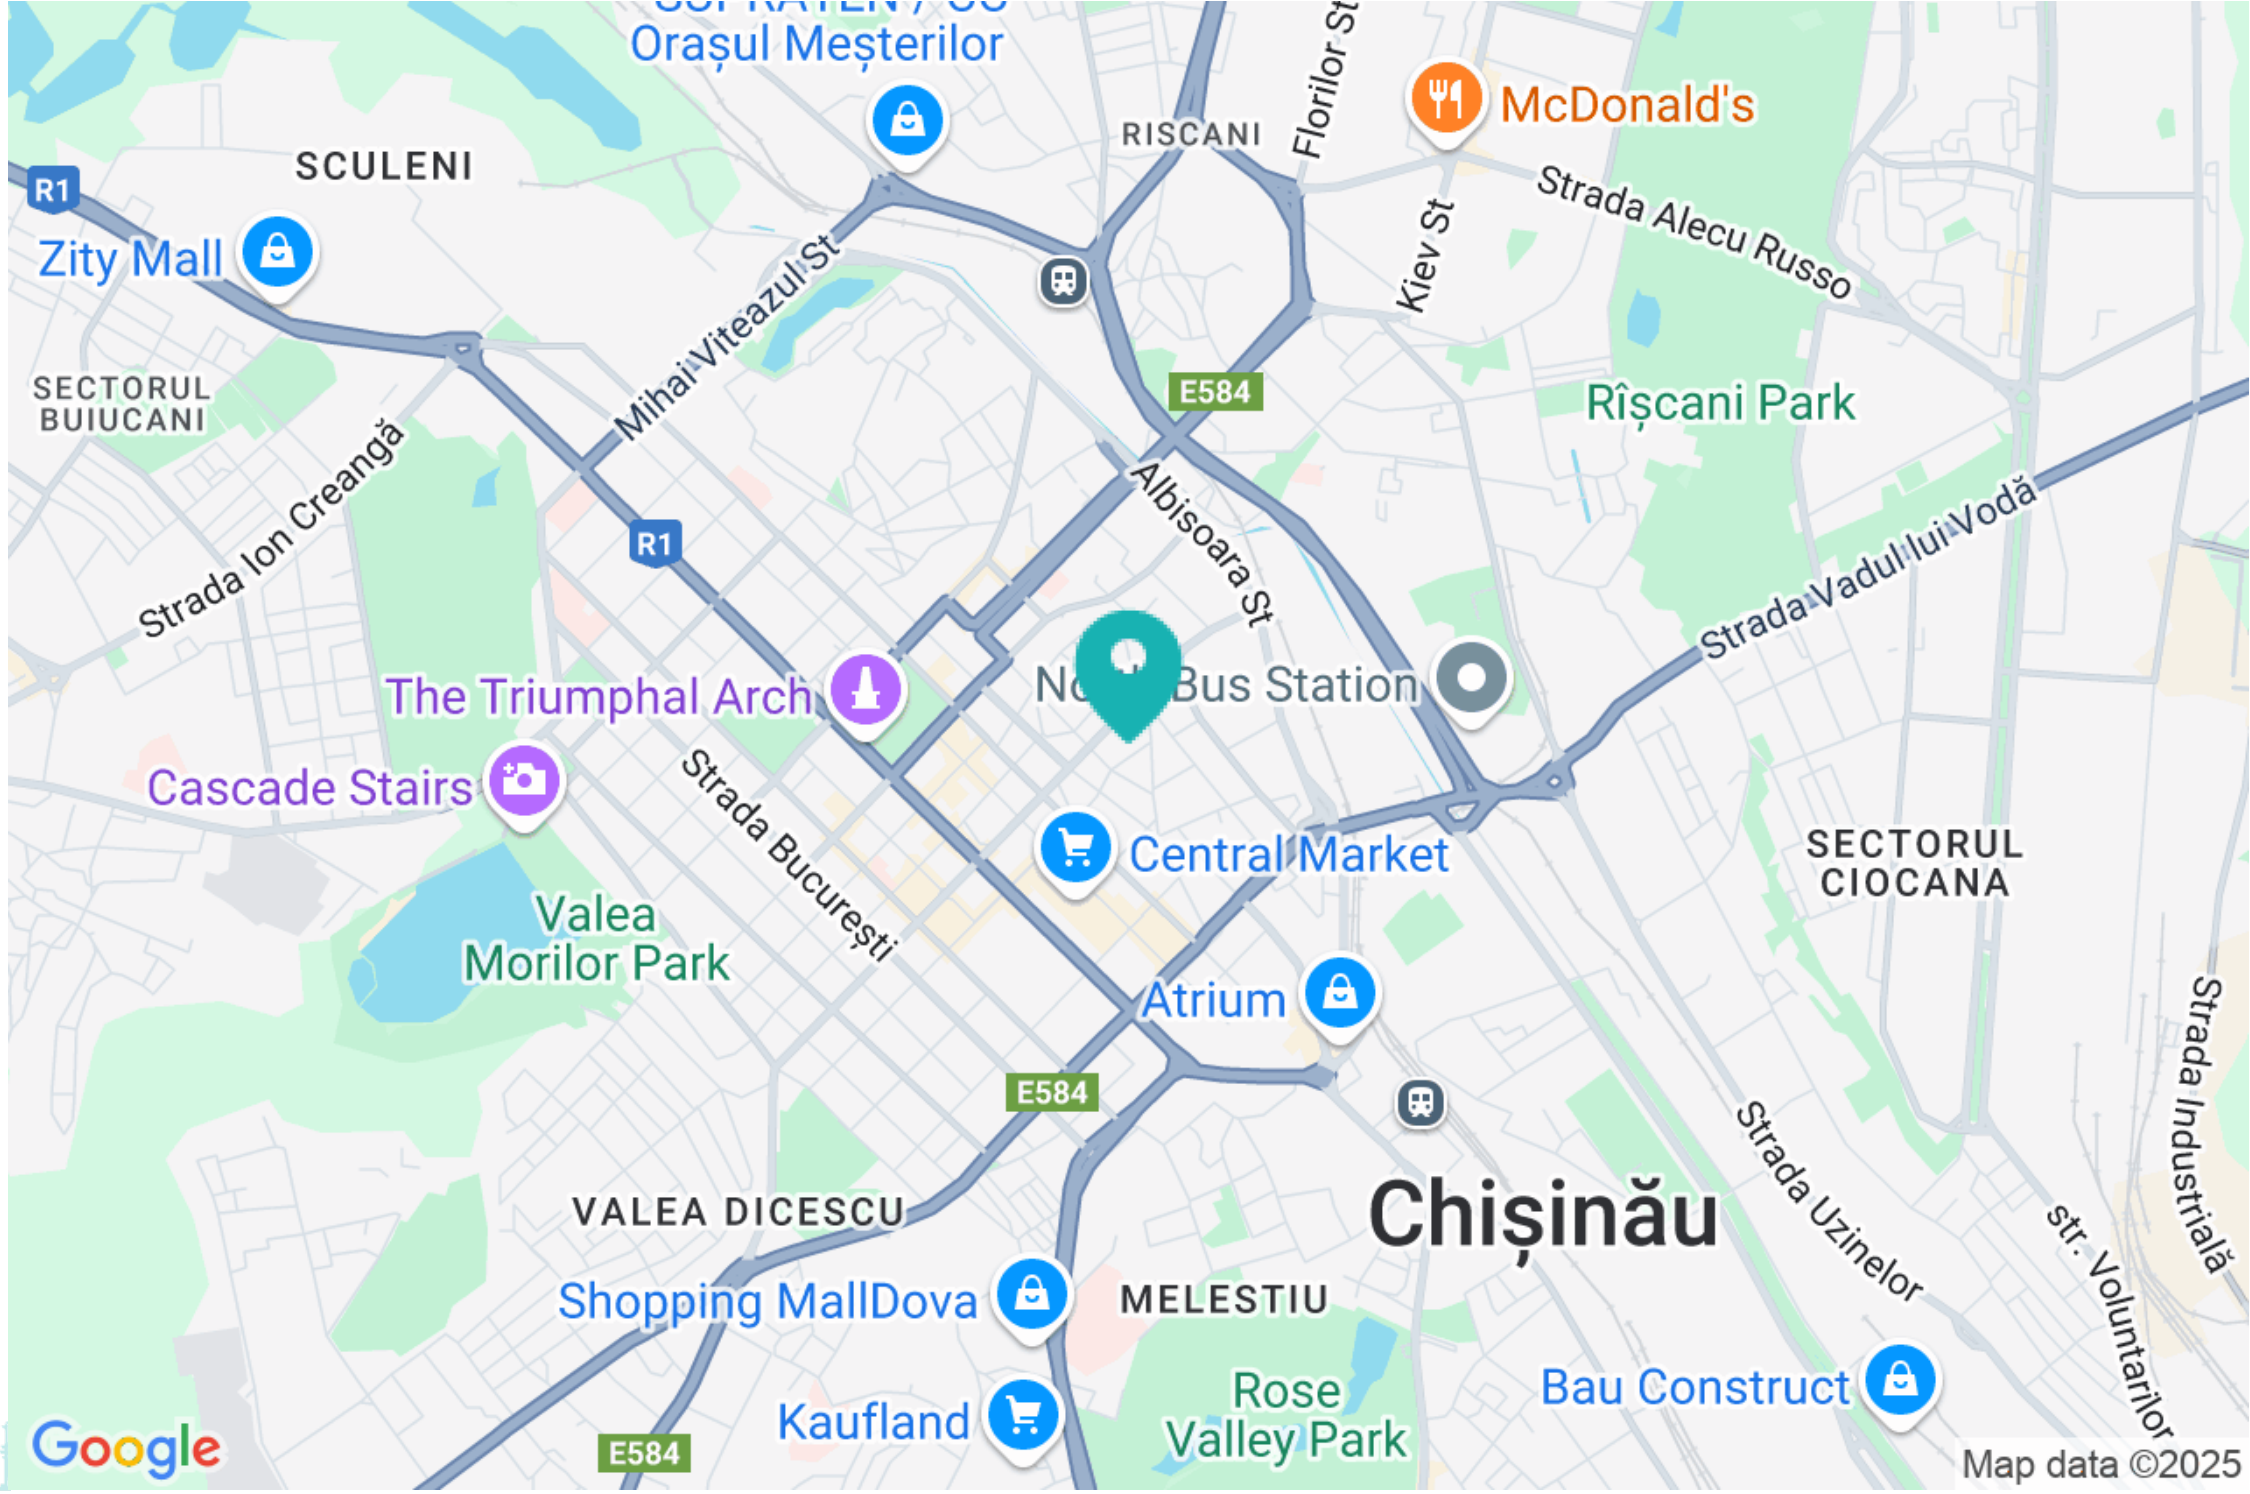 Orașul Meșterilor
McDonald's
RISCANI
Florilor St
SCULENI
R1
Zity Mall
Strada Alecu Russo
Kiev St
Mihai Viteazul St
SECTORUL
BUIUCANI
E584
Rîșcani Park
Strada Ion Creangă
R1
Albisoara St
Strada Vadul lui Vodă
The Triumphal Arch
Bus Station
Cascade Stairs
Strada București
Central Market
SECTORUL
CIOCANA
Valea
Morilor Park
Atrium
Strada Industrială
E584
Strada Uzinelor
VALEA DICESCU
Chișinău
str. Voluntarilor
Shopping MallDova
MELESTIU
Bau Construct
Rose
Valley Park
Kaufland
Google
E584
Map data ©2025